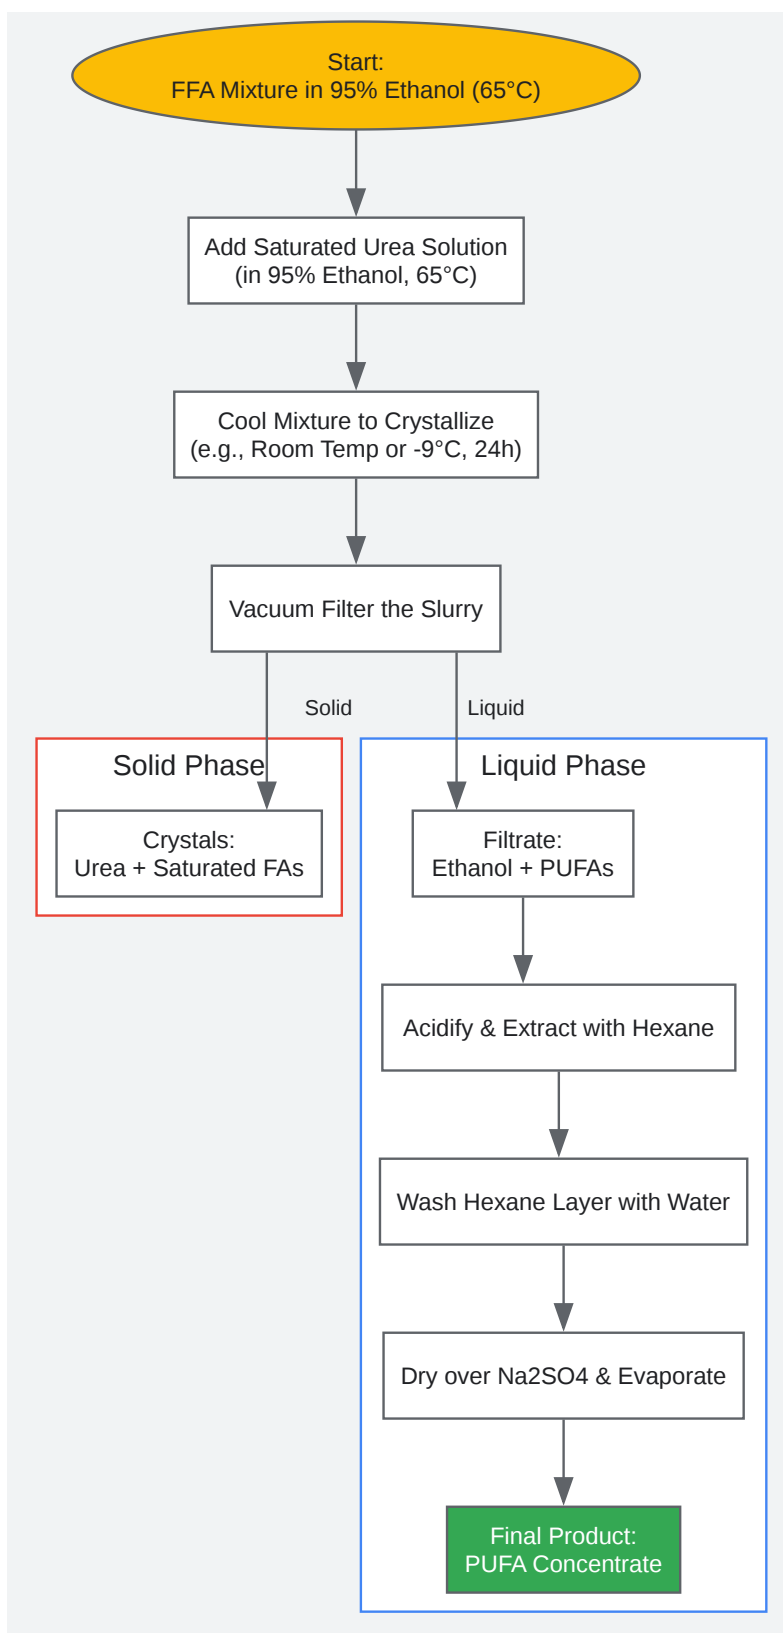 Start:
FFA Mixture in 95% Ethanol (65°C)
Add Saturated Urea Solution
(in 95% Ethanol, 65°C)
Cool Mixture to Crystallize
(e.g., Room Temp or -9°C, 24h)
Vacuum Filter the Slurry
Solid
Liquid
Solid Phase
Crystals:
Urea + Saturated FAs
Liquid Phase
Filtrate:
Ethanol + PUFAs
Acidify & Extract with Hexane
Wash Hexane Layer with Water
Dry over Na2SO4 & Evaporate
Final Product:
PUFA Concentrate